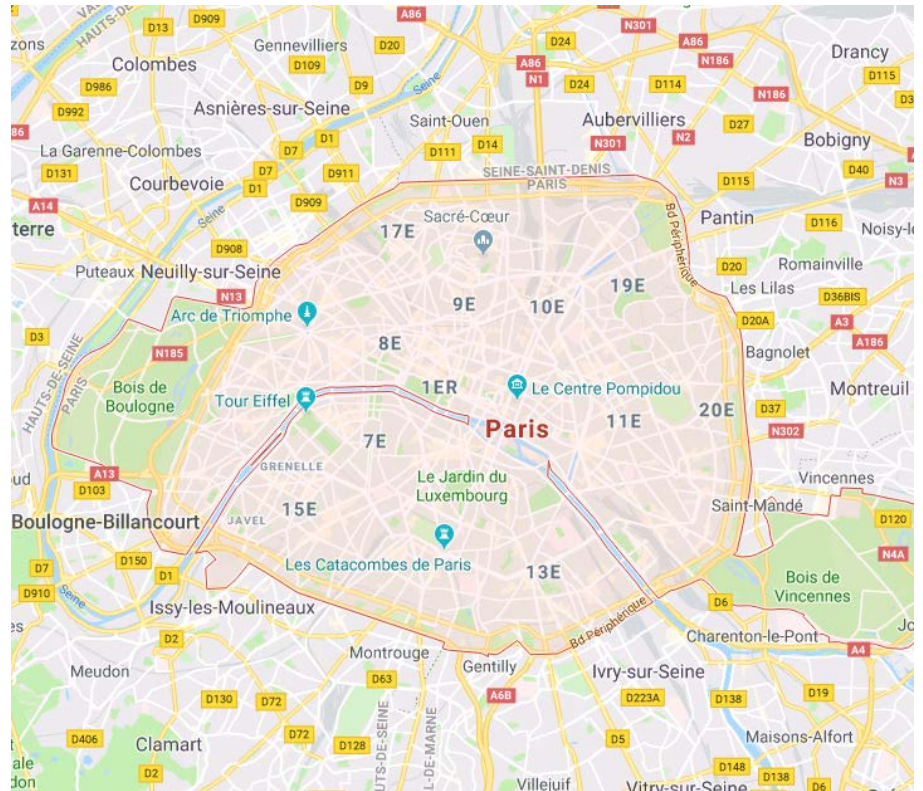 D13
D909
A86
HAUTS-DE-SEINE
Gennevilliers
D20
D24
N301
A86
N186
Drancy
Colombes
D109
A86
N1
D115
D986
D9
D24
D114
N186
D992
Asnières-sur-Seine
Seine
Saint-Ouen
Aubervilliers
D27
Bobigny
La Garenne-Colombes
D1
D7
D111
D14
N301
N2
D131
D7
D911
SEINE-SAINT-DENIS
PARIS
D115
D40
N3
Courbevoie
D1
A14
Seine
D909
Sacré-Cœur
Bd Périphérique
Pantin
D116
D908
17E
Puteaux
Neuilly-sur-Seine
D20
Romainville
N13
9E
10E
19E
Les Lilas
D36BIS
Arc de Triomphe
D20A
A3
D3
8E
A186
HAUTS-DE-SEINE
PARIS
N185
Bagnolet
Bois de
Boulogne
Tour Eiffel
1ER
Le Centre Pompidou
Montreuil
20E
D37
7E
Paris
11E
N302
A13
GRENELLE
D103
Le Jardin du
Luxembourg
Vincennes
15E
Saint-Mandé
Boulogne-Billancourt
JAVEL
D120
D150
Les Catacombes de Paris
N4A
D7
D1
13E
Bois de
Vincennes
D910
Seine
Issy-les-Moulineaux
D6
D2
Bd Périphérique
Charenton-le-Pont
Montrouge
A4
Meudon
D63
Gentilly
Ivry-sur-Seine
D130
D72
A6B
D223A
D138
D19
D406
Clamart
D72
D128
D5
Maisons-Alfort
D2
D148
D138
D6
Villejuif
Vitry-sur-Seine